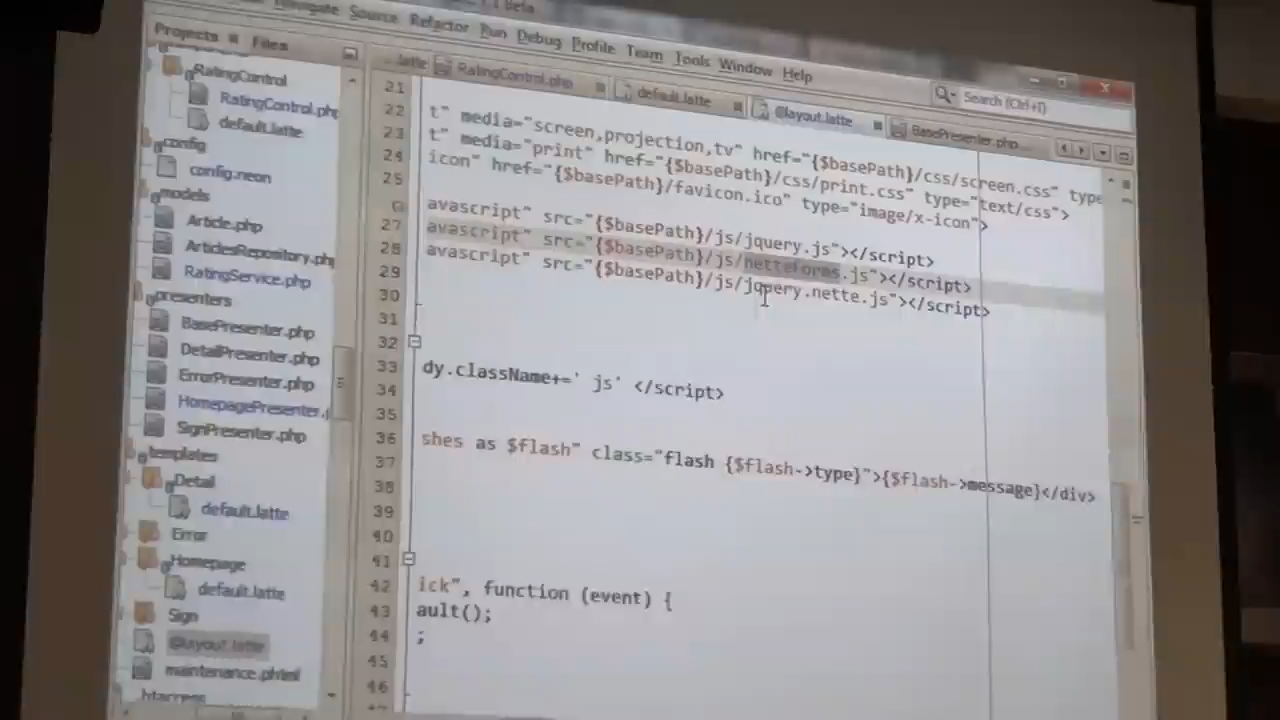 Navigate Source Refactor Run Debug Profile Team Tools Window Help
Search (Ctrl+I)
Projects Files
RatingControl.php
default.latte
@layout.latte
BasePresenter.php
RatingControl
RatingControl.php
default.latte
config
config.neon
models
Article.php
ArticlesRepository.php
RatingService.php
presenters
BasePresenter.php
DetailPresenter.php
ErrorPresenter.php
HomepagePresenter.
SignPresenter.php
templates
Detail
default.latte
Error
Homepage
default.latte
Sign
@layout.latte
maintenance.phtml
.htaccess
21
22 t" media="screen,projection,tv" href="{$basePath}/css/screen.css" type
23 t" media="print" href="{$basePath}/css/print.css" type="text/css">
24 icon" href="{$basePath}/favicon.ico" type="image/x-icon">
25
avascript" src="{$basePath}/js/jquery.js"></script>
27 avascript" src="{$basePath}/js/netteForms.js"></script>
28 avascript" src="{$basePath}/js/jquery.nette.js"></script>
29
30
31
32
33 dy.className+=' js' </script>
34
35
36 shes as $flash" class="flash {$flash->type}">{$flash->message}</div>
37
38
39
40
41
42 ick", function (event) {
43 ault();
44 ;
45
46